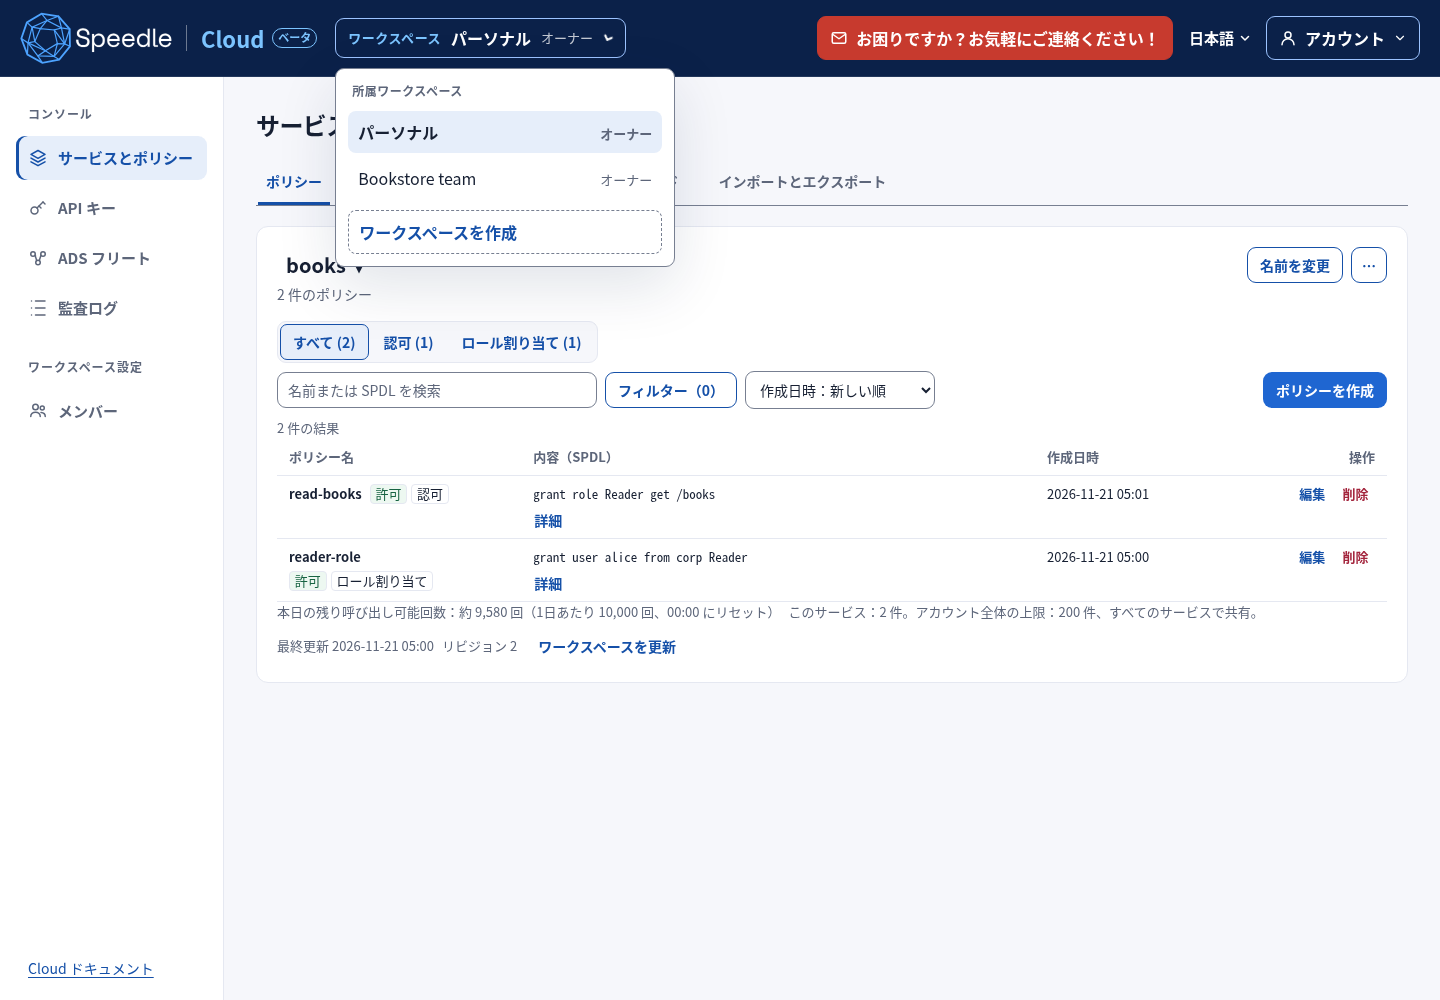 Speedle Cloud ベータ ワークスペース パーソナル オーナー お困りですか？お気軽にご連絡ください！ 日本語 アカウント
所属ワークスペース
パーソナル オーナー
Bookstore team オーナー
ワークスペースを作成
コンソール
サービスとポリシー
API キー
ADS フリート
監査ログ
ワークスペース設定
メンバー
Cloud ドキュメント
ポリシー インポートとエクスポート
books
名前を変更 …
2 件のポリシー
すべて (2) 認可 (1) ロール割り当て (1)
名前または SPDL を検索 フィルター（0） 作成日時：新しい順 ポリシーを作成
2 件の結果
ポリシー名 内容（SPDL） 作成日時 操作
read-books 許可 認可 grant role Reader get /books 2026-11-21 05:01 編集 削除
詳細
reader-role grant user alice from corp Reader 2026-11-21 05:00 編集 削除
許可 ロール割り当て 詳細
本日の残り呼び出し可能回数：約 9,580 回（1日あたり 10,000 回、00:00 にリセット） このサービス：2 件。アカウント全体の上限：200 件、すべてのサービスで共有。
最終更新 2026-11-21 05:00 リビジョン 2 ワークスペースを更新